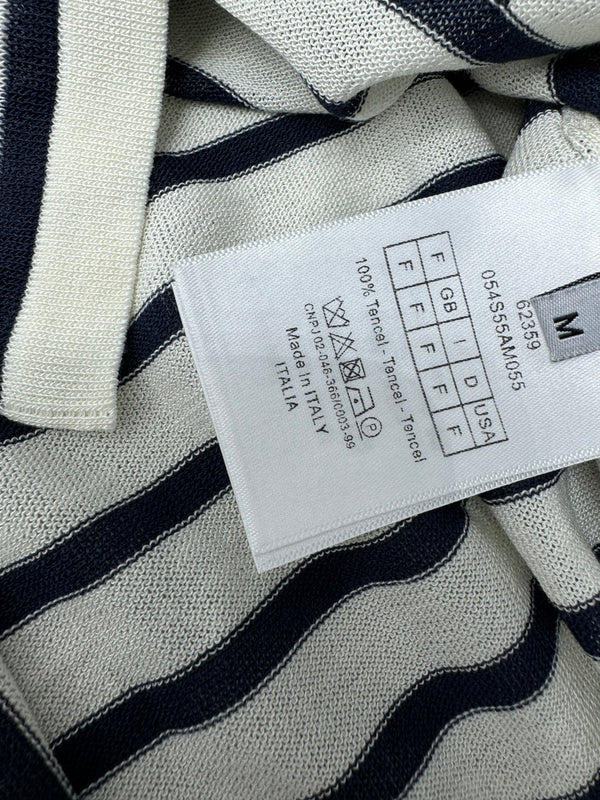 M
62359
054S55AM055
F GB I D USA
F F F F F
100% Tencel - Tencel - Tencel
P
CNPJ 02-046-366/0003-99
Made in ITALY
ITALIA